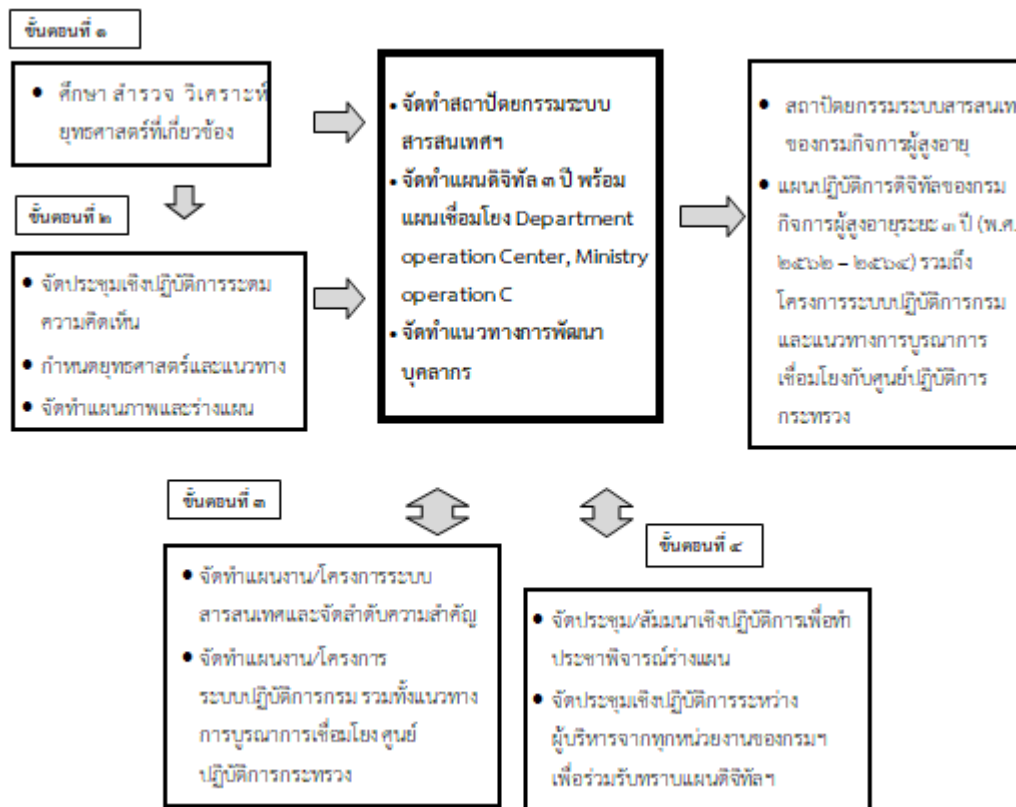 ขั้นตอนที่ ๑
• ศึกษา สำรวจ วิเคราะห์
ยุทธศาสตร์ที่เกี่ยวข้อง
ขั้นตอนที่ ๒
• จัดประชุมเชิงปฏิบัติการระดม
ความคิดเห็น
• กำหนดยุทธศาสตร์และแนวทาง
• จัดทำแผนภาพและร่างแผน
• จัดทำสถาปัตยกรรมระบบ
สารสนเทศฯ
• จัดทำแผนดิจิทัล ๓ ปี พร้อม
แผนเชื่อมโยง Department
operation Center, Ministry
operation C
• จัดทำแนวทางการพัฒนา
บุคลากร
• สถาปัตยกรรมระบบสารสนเท
ของกรมกิจการผู้สูงอายุ
• แผนปฏิบัติการดิจิทัลของกรม
กิจการผู้สูงอายุระยะ ๓ ปี (พ.ศ.
๒๕๖๒ – ๒๕๖๔) รวมถึง
โครงการระบบปฏิบัติการกรม
และแนวทางการบูรณาการ
เชื่อมโยงกับศูนย์ปฏิบัติการ
กระทรวง
ขั้นตอนที่ ๓
• จัดทำแผนงาน/โครงการระบบ
สารสนเทศและจัดลำดับความสำคัญ
• จัดทำแผนงาน/โครงการ
ระบบปฏิบัติการกรม รวมทั้งแนวทาง
การบูรณาการเชื่อมโยง ศูนย์
ปฏิบัติการกระทรวง
ขั้นตอนที่ ๔
• จัดประชุม/สัมมนาเชิงปฏิบัติการเพื่อทำ
ประชาพิจารณ์ร่างแผน
• จัดประชุมเชิงปฏิบัติการระหว่าง
ผู้บริหารจากทุกหน่วยงานของกรมฯ
เพื่อร่วมรับทราบแผนดิจิทัลฯ